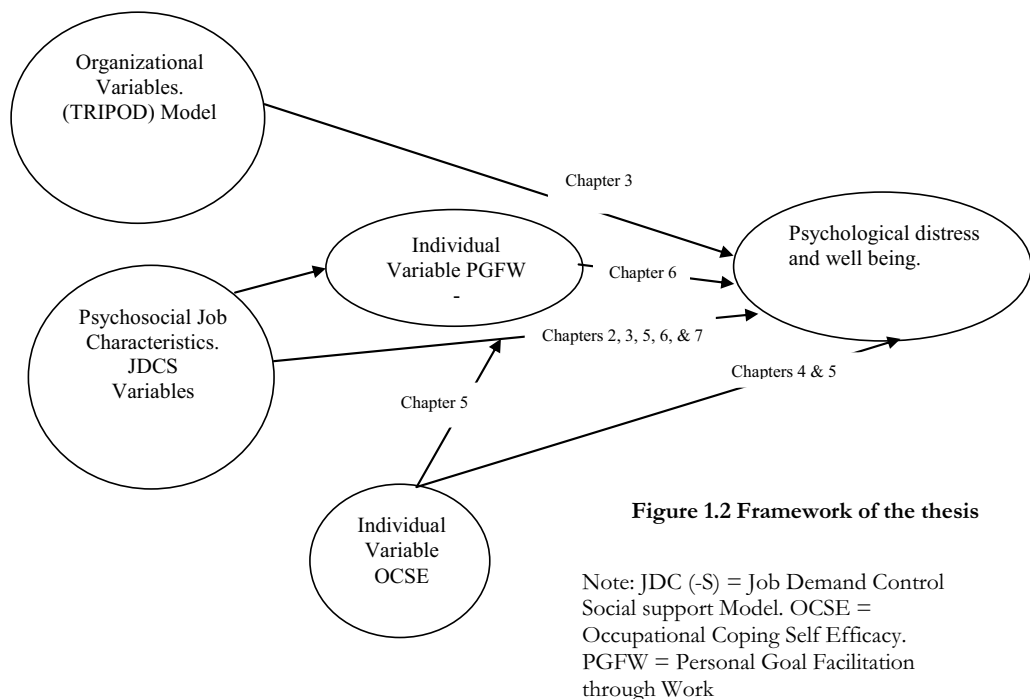 Organizational
Variables.
(TRIPOD) Model
Chapter 3
Individual
Variable PGFW
-
Chapter 6
Psychological distress
and well being.
Psychosocial Job
Characteristics.
JDCS
Variables
Chapters 2, 3, 5, 6, & 7
Chapter 5
Chapters 4 & 5
Individual
Variable
OCSE
Figure 1.2 Framework of the thesis
Note: JDC (-S) = Job Demand Control
Social support Model. OCSE =
Occupational Coping Self Efficacy.
PGFW = Personal Goal Facilitation
through Work